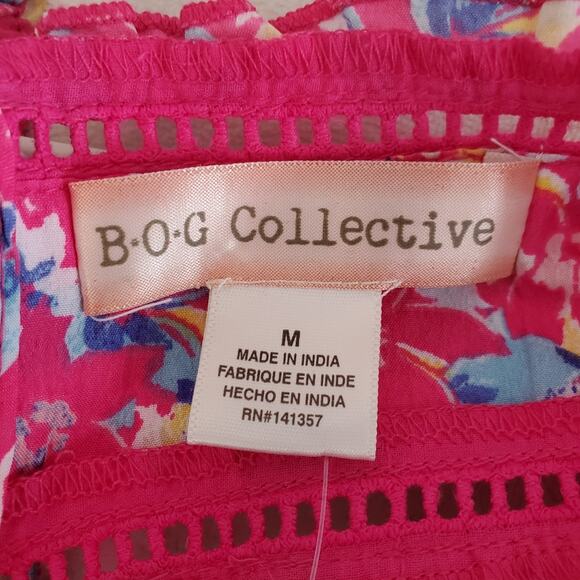 B*O*G Collective
M
MADE IN INDIA
FABRIQUE EN INDE
HECHO EN INDIA
RN#141357